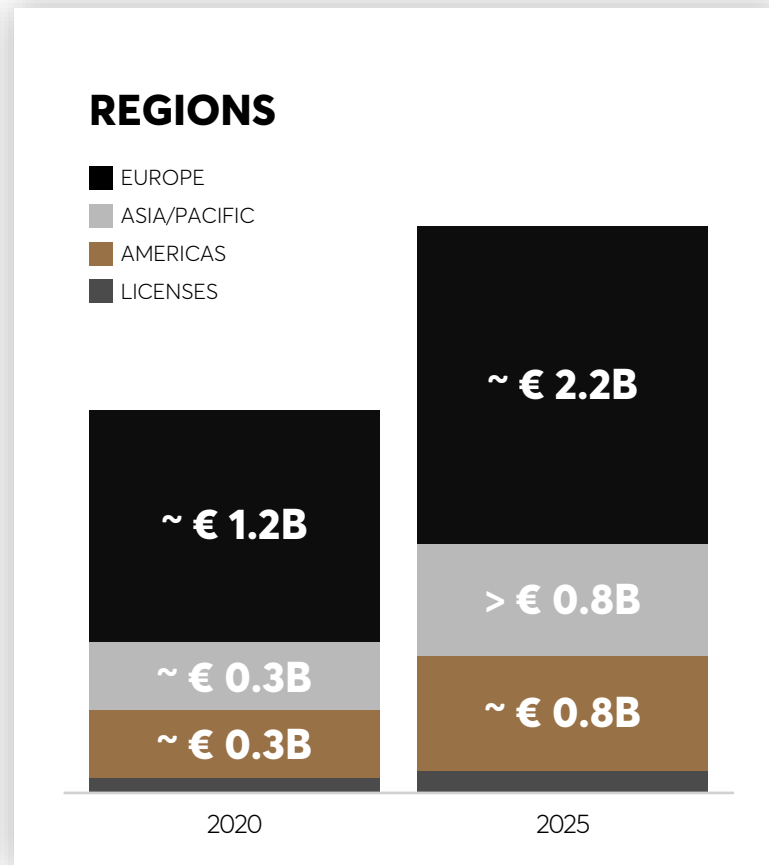 REGIONS
EUROPE
ASIA/PACIFIC
AMERICAS
LICENSES
~ € 1.2B
~ € 0.3B
~ € 0.3B
2020
~ € 2.2B
> € 0.8B
~ € 0.8B
2025